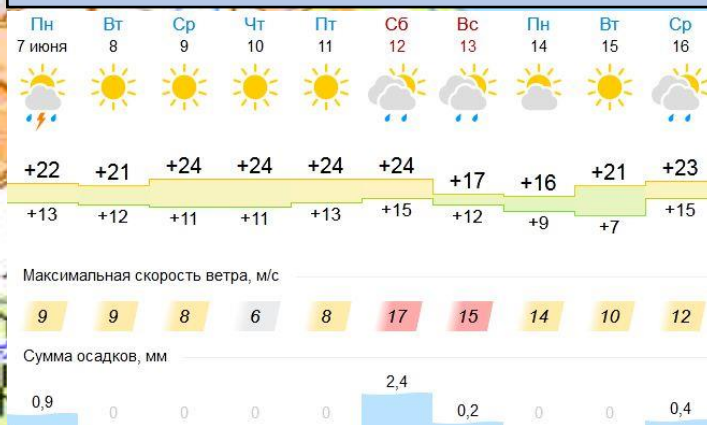 Пн Вт Ср Чт Пт Сб Вс Пн Вт Ср
7 июня 8 9 10 11 12 13 14 15 16
+22 +21 +24 +24 +24 +24 +17 +16 +21 +23
+13 +12 +11 +11 +13 +15 +12 +9 +7 +15
Максимальная скорость ветра, м/с
9 9 8 6 8 17 15 14 10 12
Сумма осадков, мм
0,9 0 0 0 0 2,4 0,2 0 0 0,4